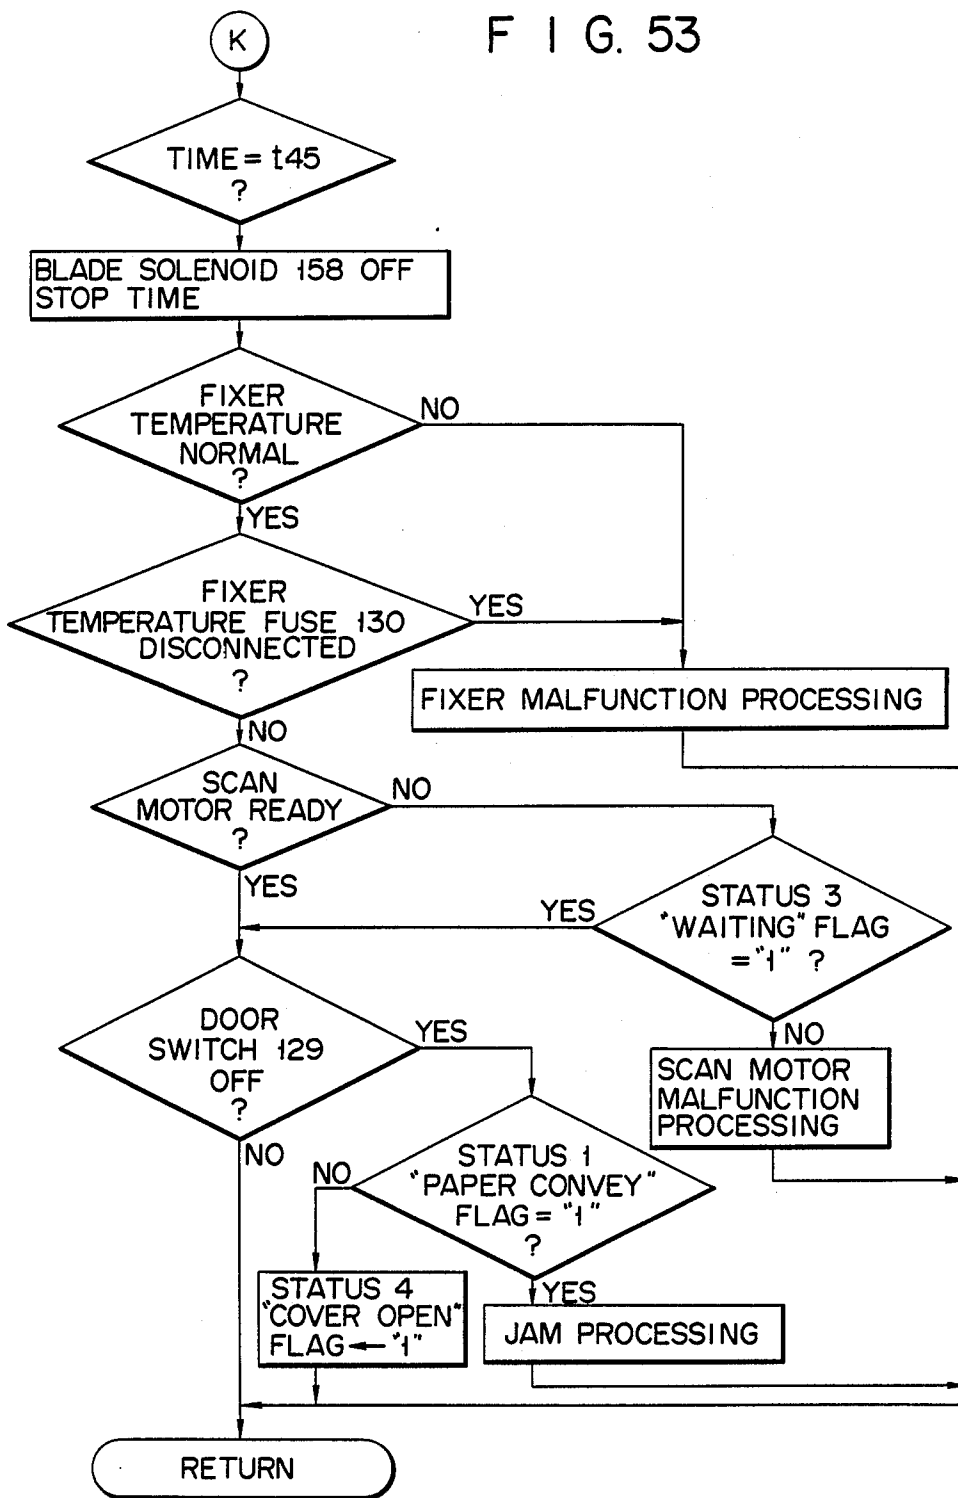 F I G. 53
K
TIME = t45
?
BLADE SOLENOID 158 OFF
STOP TIME
FIXER
TEMPERATURE
NORMAL
?
NO
YES
FIXER
TEMPERATURE FUSE 130
DISCONNECTED
?
YES
NO
FIXER MALFUNCTION PROCESSING
SCAN
MOTOR READY
?
NO
YES
STATUS 3
"WAITING" FLAG
="1" ?
YES
NO
SCAN MOTOR
MALFUNCTION
PROCESSING
DOOR
SWITCH 129
OFF
?
YES
NO
STATUS 1
"PAPER CONVEY"
FLAG = "1"
?
NO
YES
STATUS 4
"COVER OPEN"
FLAG ← "1"
JAM PROCESSING
RETURN